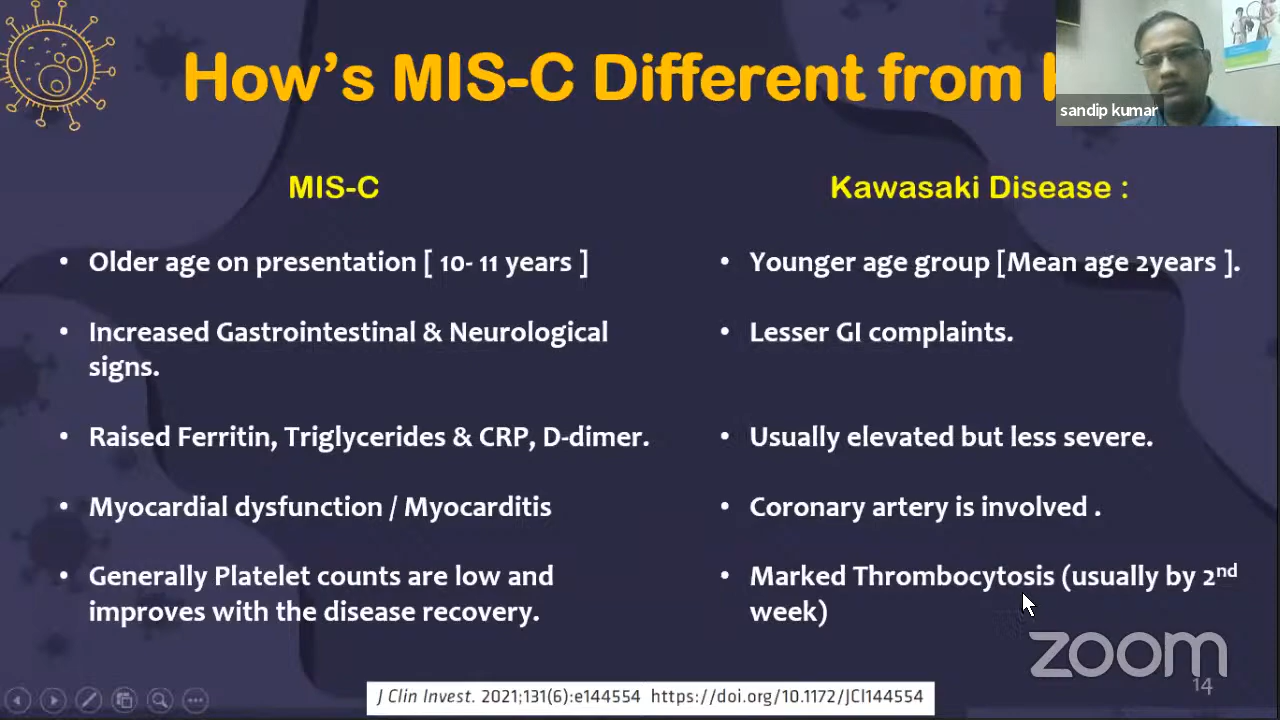 How's MIS-C Different from
sandip kumar
MIS-C
• Older age on presentation [ 10- 11 years ]
• Increased Gastrointestinal & Neurological
signs.
• Raised Ferritin, Triglycerides & CRP, D-dimer.
• Myocardial dysfunction / Myocarditis
• Generally Platelet counts are low and
improves with the disease recovery.
Kawasaki Disease :
• Younger age group [Mean age 2years ].
• Lesser GI complaints.
• Usually elevated but less severe.
• Coronary artery is involved .
• Marked Thrombocytosis (usually by 2nd
week)
zoom
14
J Clin Invest. 2021;131(6):e144554 https://doi.org/10.1172/JCI144554